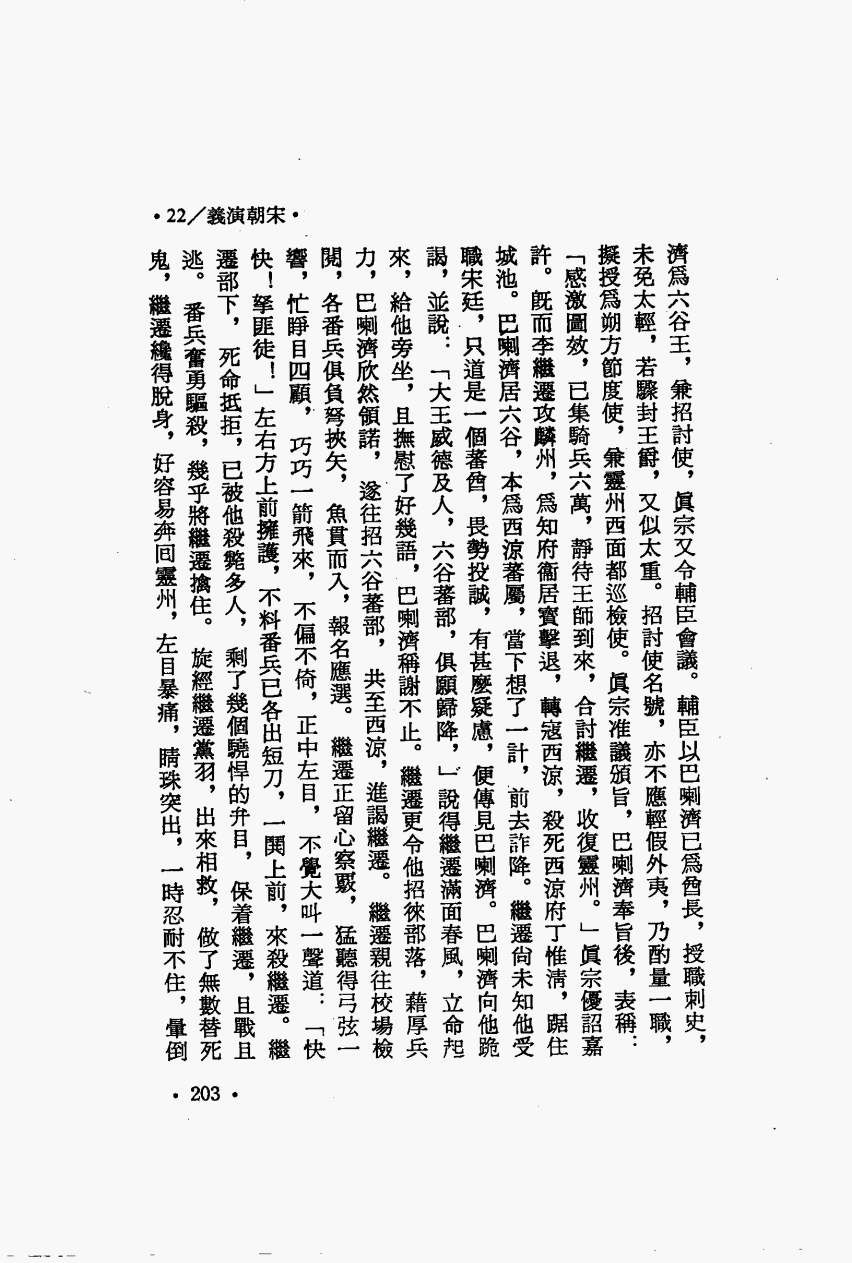 •22/義演朝宋•
濟爲六谷王，兼招討使，眞宗又令輔臣會議。輔臣以巴喇濟已爲酋長，授職刺史，
未免太輕，若驟封王爵，又似太重。招討使名號，亦不應輕假外夷，乃酌量一職，
擬授爲朔方節度使，兼靈州西面都巡檢使。眞宗准議頒旨，巴喇濟奉旨後，表稱：
「感激圖效，已集騎兵六萬，靜待王師到來，合討繼遷，收復靈州。」眞宗優詔嘉
許。旣而李繼遷攻麟州，爲知府衞居寶擊退，轉寇西涼，殺死西涼府丁惟淸，踞住
城池。巴喇濟居六谷，本爲西涼蕃屬，當下想了一計，前去詐降。繼遷尙未知他受
職宋廷，只道是一個蕃酋，畏勢投誠，有甚麼疑慮，便傳見巴喇濟。巴喇濟向他跪
謁，並說：「大王威德及人，六谷蕃部，俱願歸降，」說得繼遷滿面春風，立命起
來，給他旁坐，且撫慰了好幾語，巴喇濟稱謝不止。繼遷更令他招徠部落，藉厚兵
力，巴喇濟欣然領諾，遂往招六谷蕃部，共至西涼，進謁繼遷。繼遷親往校場檢
閱，各番兵俱負弩挾矢，魚貫而入，報名應選。繼遷正留心察覈，猛聽得弓弦一
響，忙睜目四顧，巧巧一箭飛來，不偏不倚，正中左目，不覺大叫一聲道：「快
快！拏匪徒！」左右方上前擁護，不料番兵已各出短刀，一鬨上前，來殺繼遷。繼
遷部下，死命抵拒，已被他殺斃多人，剩了幾個驍悍的弁目，保着繼遷，且戰且
逃。番兵奮勇驅殺，幾乎將繼遷擒住。旋經繼遷黨羽，出來相救，做了無數替死
鬼，繼遷纔得脫身，好容易奔囘靈州，左目暴痛，睛珠突出，一時忍耐不住，暈倒
•203•